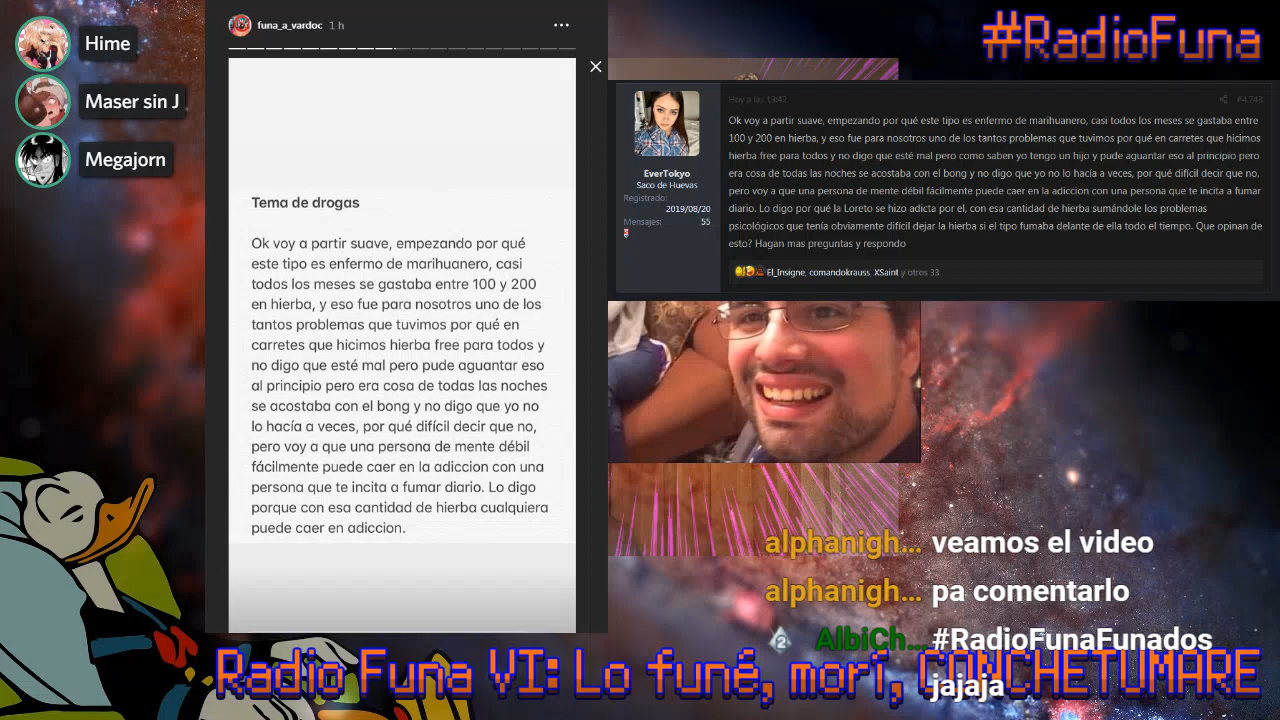 Hime
Maser sin J
Megajorn
funa_a_vardoc 1 h
Tema de drogas
Ok voy a partir suave, empezando por qué
este tipo es enfermo de marihuanero, casi
todos los meses se gastaba entre 100 y 200
en hierba, y eso fue para nosotros uno de los
tantos problemas que tuvimos por qué en
carretes que hicimos hierba free para todos y
no digo que esté mal pero pude aguantar eso
al principio pero era cosa de todas las noches
se acostaba con el bong y no digo que yo no
lo hacía a veces, por qué difícil decir que no,
pero voy a que una persona de mente débil
fácilmente puede caer en la adiccion con una
persona que te incita a fumar diario. Lo digo
porque con esa cantidad de hierba cualquiera
puede caer en adiccion.
#RadioFuna
Hoy a las 13:42 #4.743
EverTokyo
Saco de Huevas
Registrado:
2019/08/20
Mensajes: 55
Ok voy a partir suave, empezando por qué este tipo es enfermo de marihuanero, casi todos los meses se gastaba entre
100 y 200 en hierba, y eso fue para nosotros uno de los tantos problemas que tuvimos por qué en carretes que hicimos
hierba free para todos y no digo que esté mal pero como saben yo tengo un hijo y pude aguantar eso al principio pero
era cosa de todas las noches se acostaba con el bong y no digo que yo no lo hacía a veces, por qué difícil decir que no,
pero voy a que una persona de mente débil fácilmente puede caer en la adiccion con una persona que te incita a fumar
diario. Lo digo por qué la Loreto se hizo adicta por el, con esa cantidad de hierba sumándole los problemas
psicológicos que tenía obviamente difícil dejar la hierba si el tipo fumaba delante de ella todo el tiempo. Que opinan de
esto? Hagan mas preguntas y respondo
El_Insigne, comandokrauss, XSaint y otros 33
alphanigh... veamos el video
alphanigh... pa comentarlo
2 AlbiCh... #RadioFunaFunados
jajaja
Radio Funa VI: Lo funé, morí, CONCHETUMARE